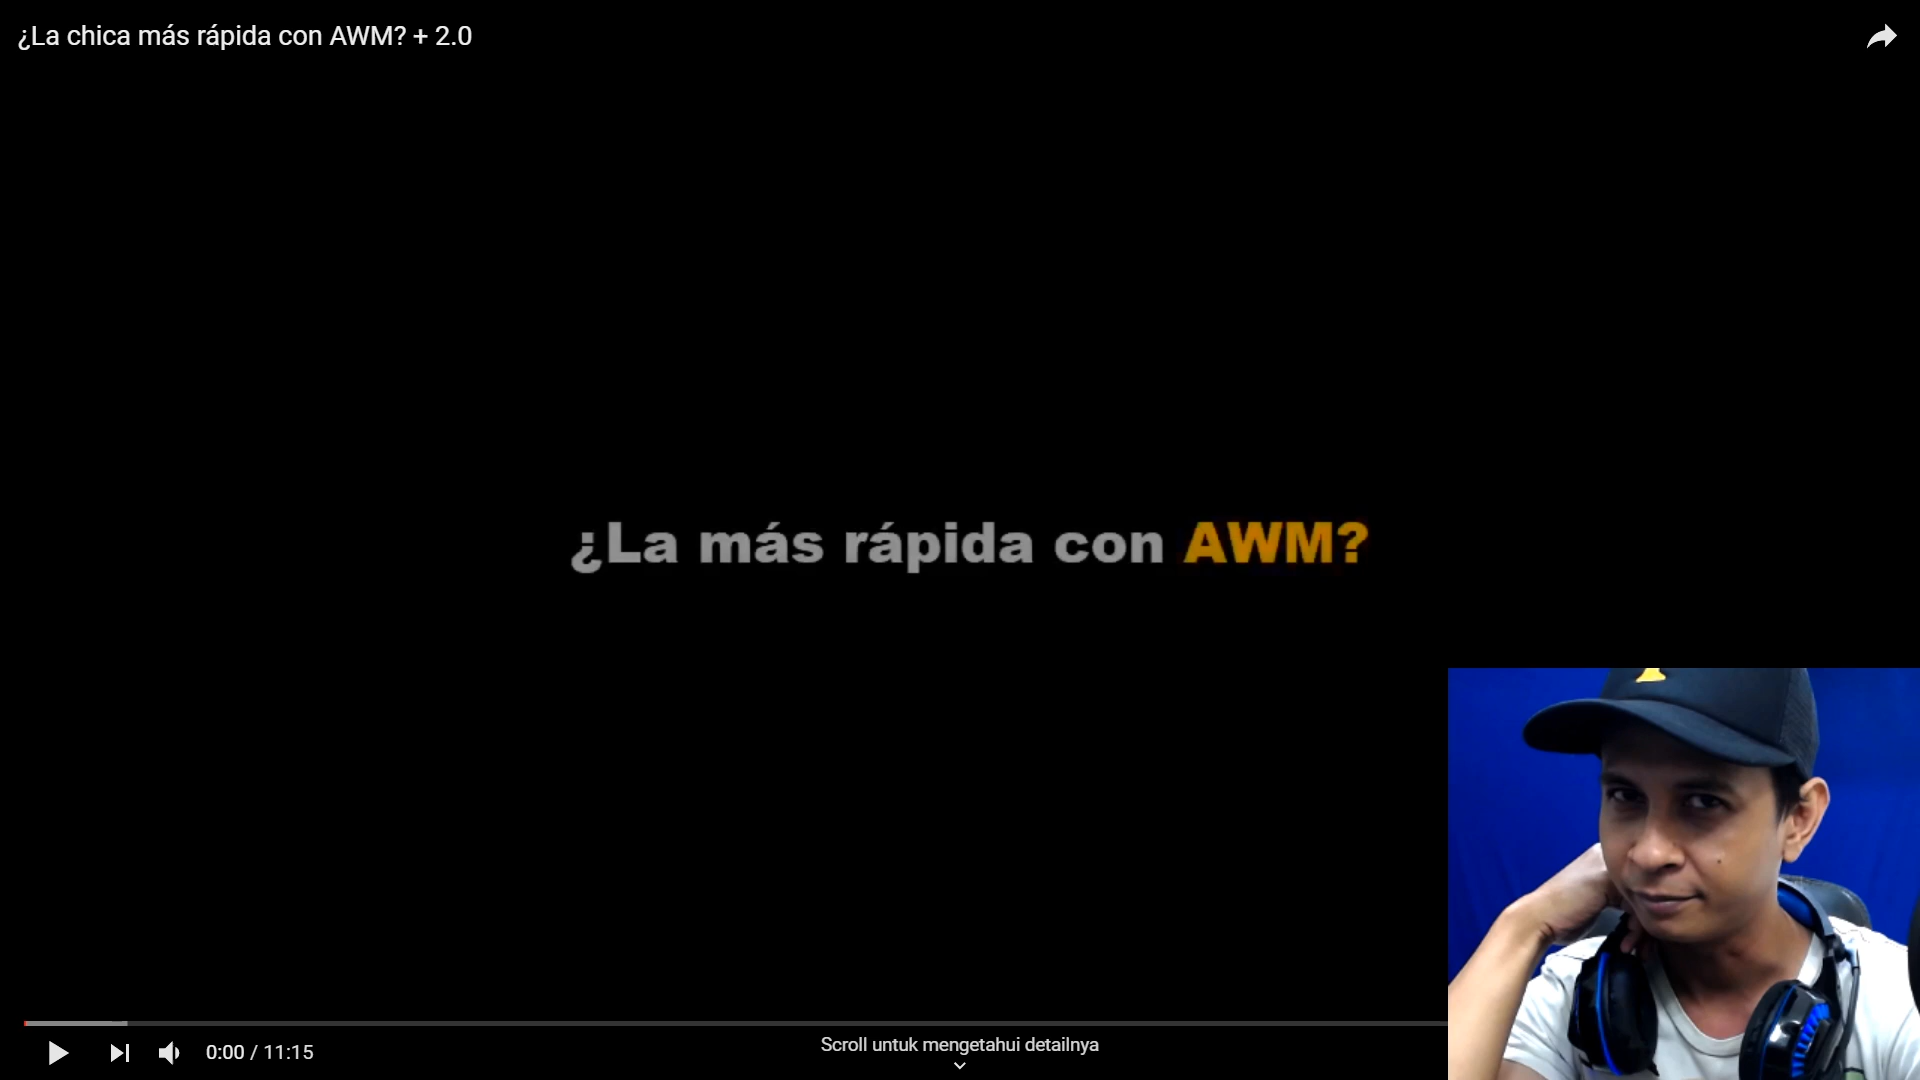 ¿La chica más rápida con AWM? + 2.0
¿La más rápida con AWM?
0:00 / 11:15
Scroll untuk mengetahui detailnya